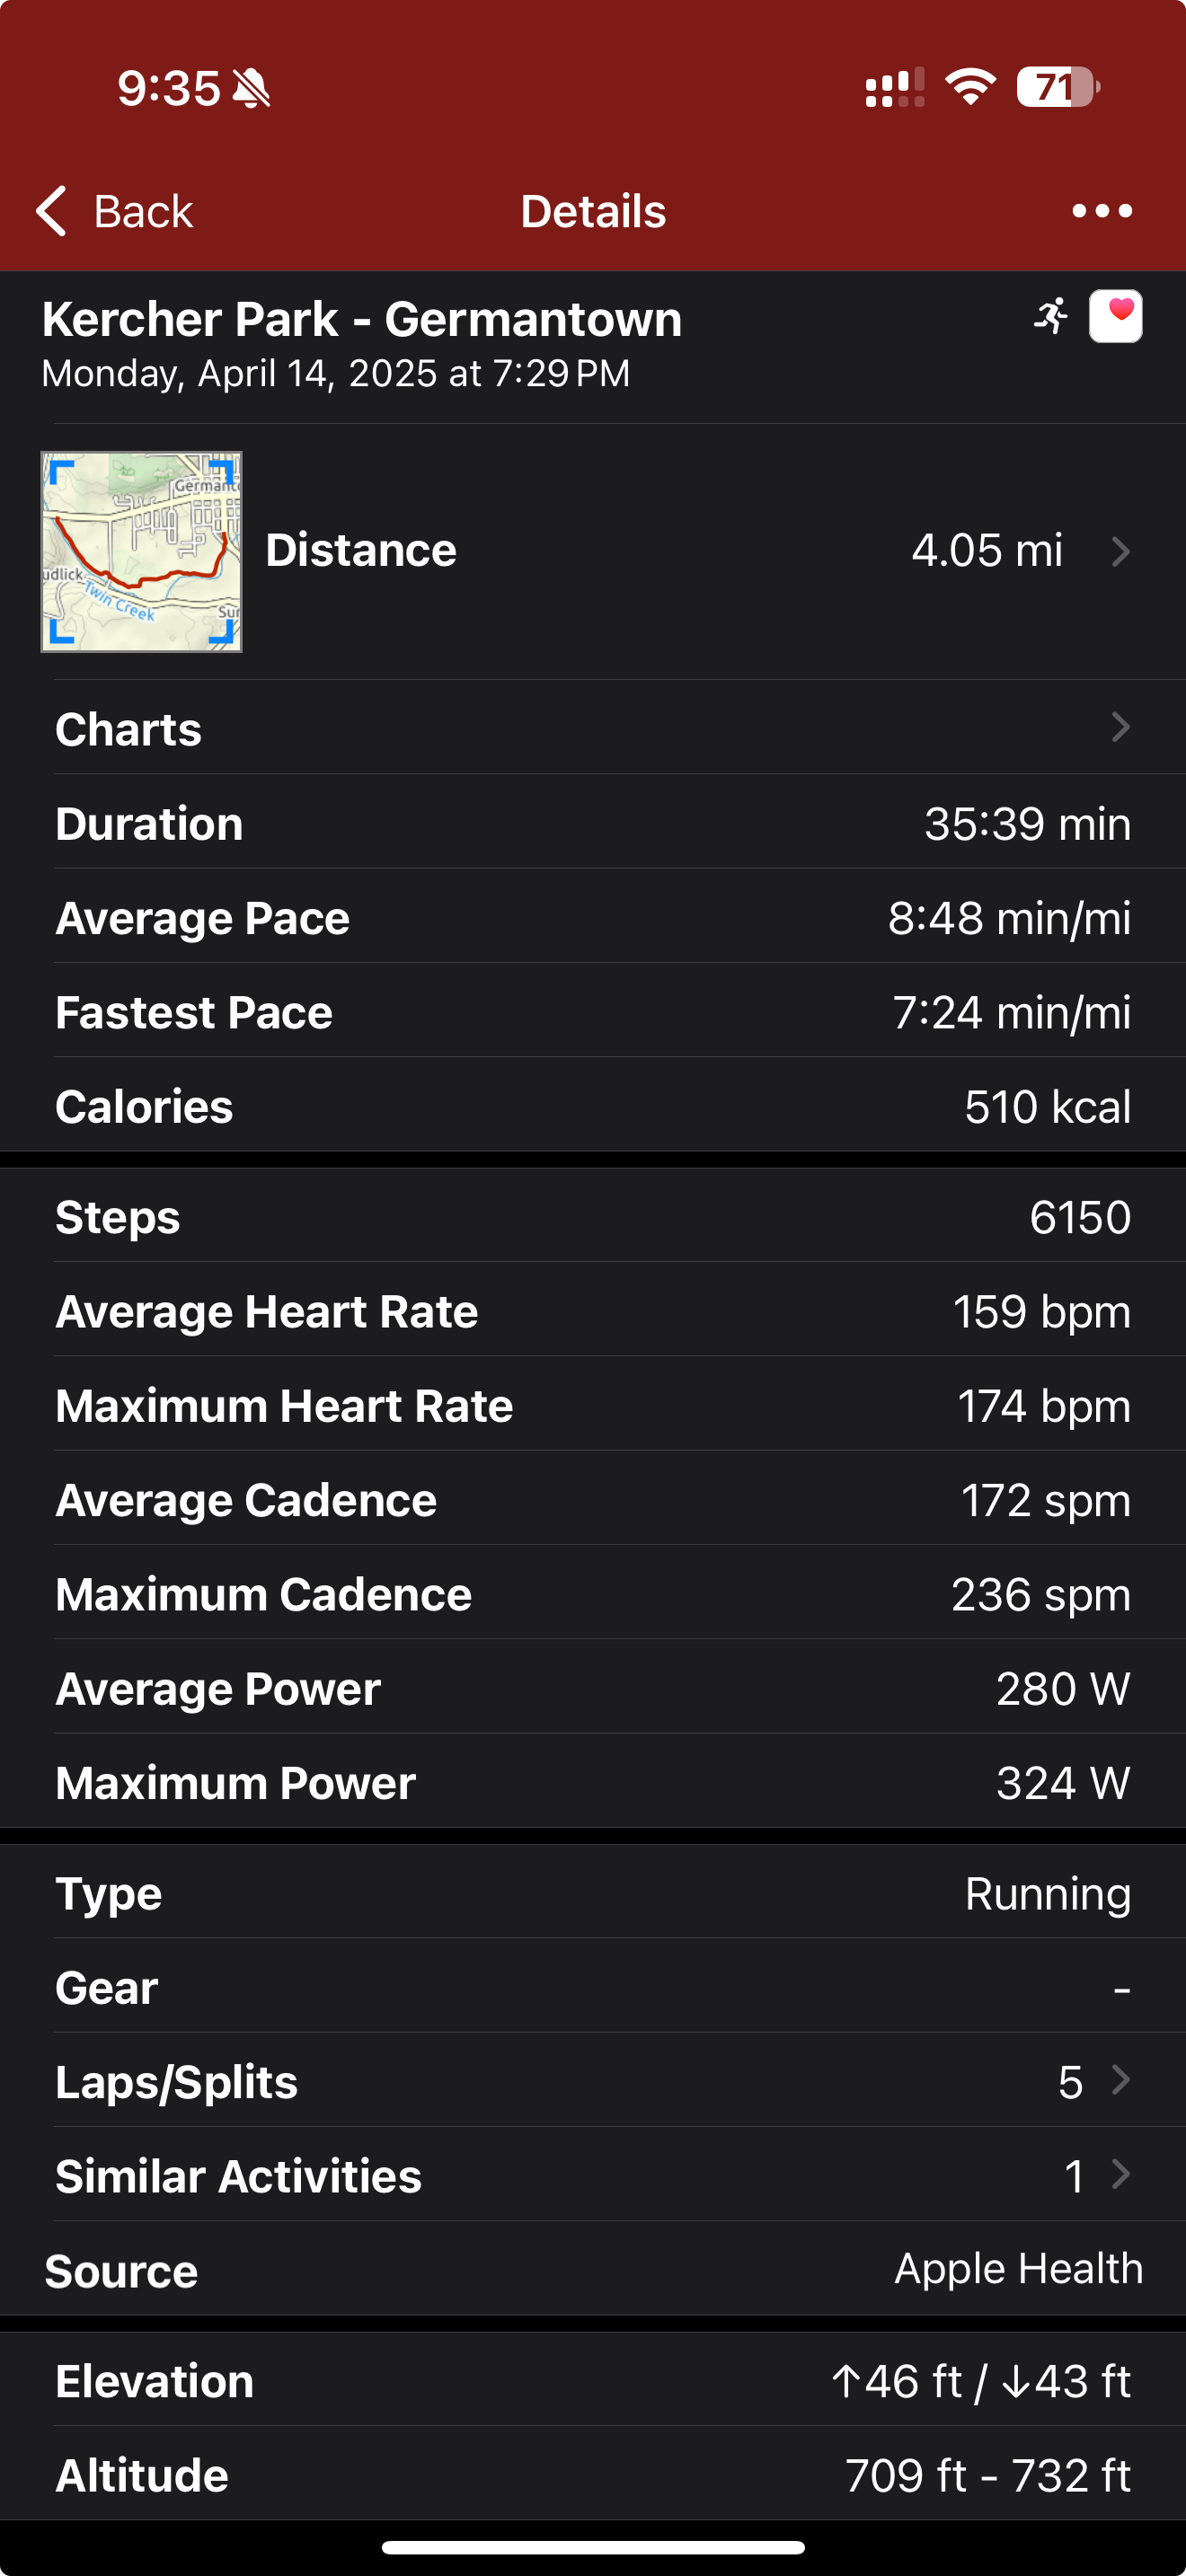 9:35
71
Back
Details
Kercher Park - Germantown
Monday, April 14, 2025 at 7:29 PM
Germant
udlick
Twin Creek
Sur
Distance
4.05 mi
Charts
Duration
35:39 min
Average Pace
8:48 min/mi
Fastest Pace
7:24 min/mi
Calories
510 kcal
Steps
6150
Average Heart Rate
159 bpm
Maximum Heart Rate
174 bpm
Average Cadence
172 spm
Maximum Cadence
236 spm
Average Power
280 W
Maximum Power
324 W
Type
Running
Gear
-
Laps/Splits
5
Similar Activities
1
Source
Apple Health
Elevation
↑46 ft / ↓43 ft
Altitude
709 ft - 732 ft